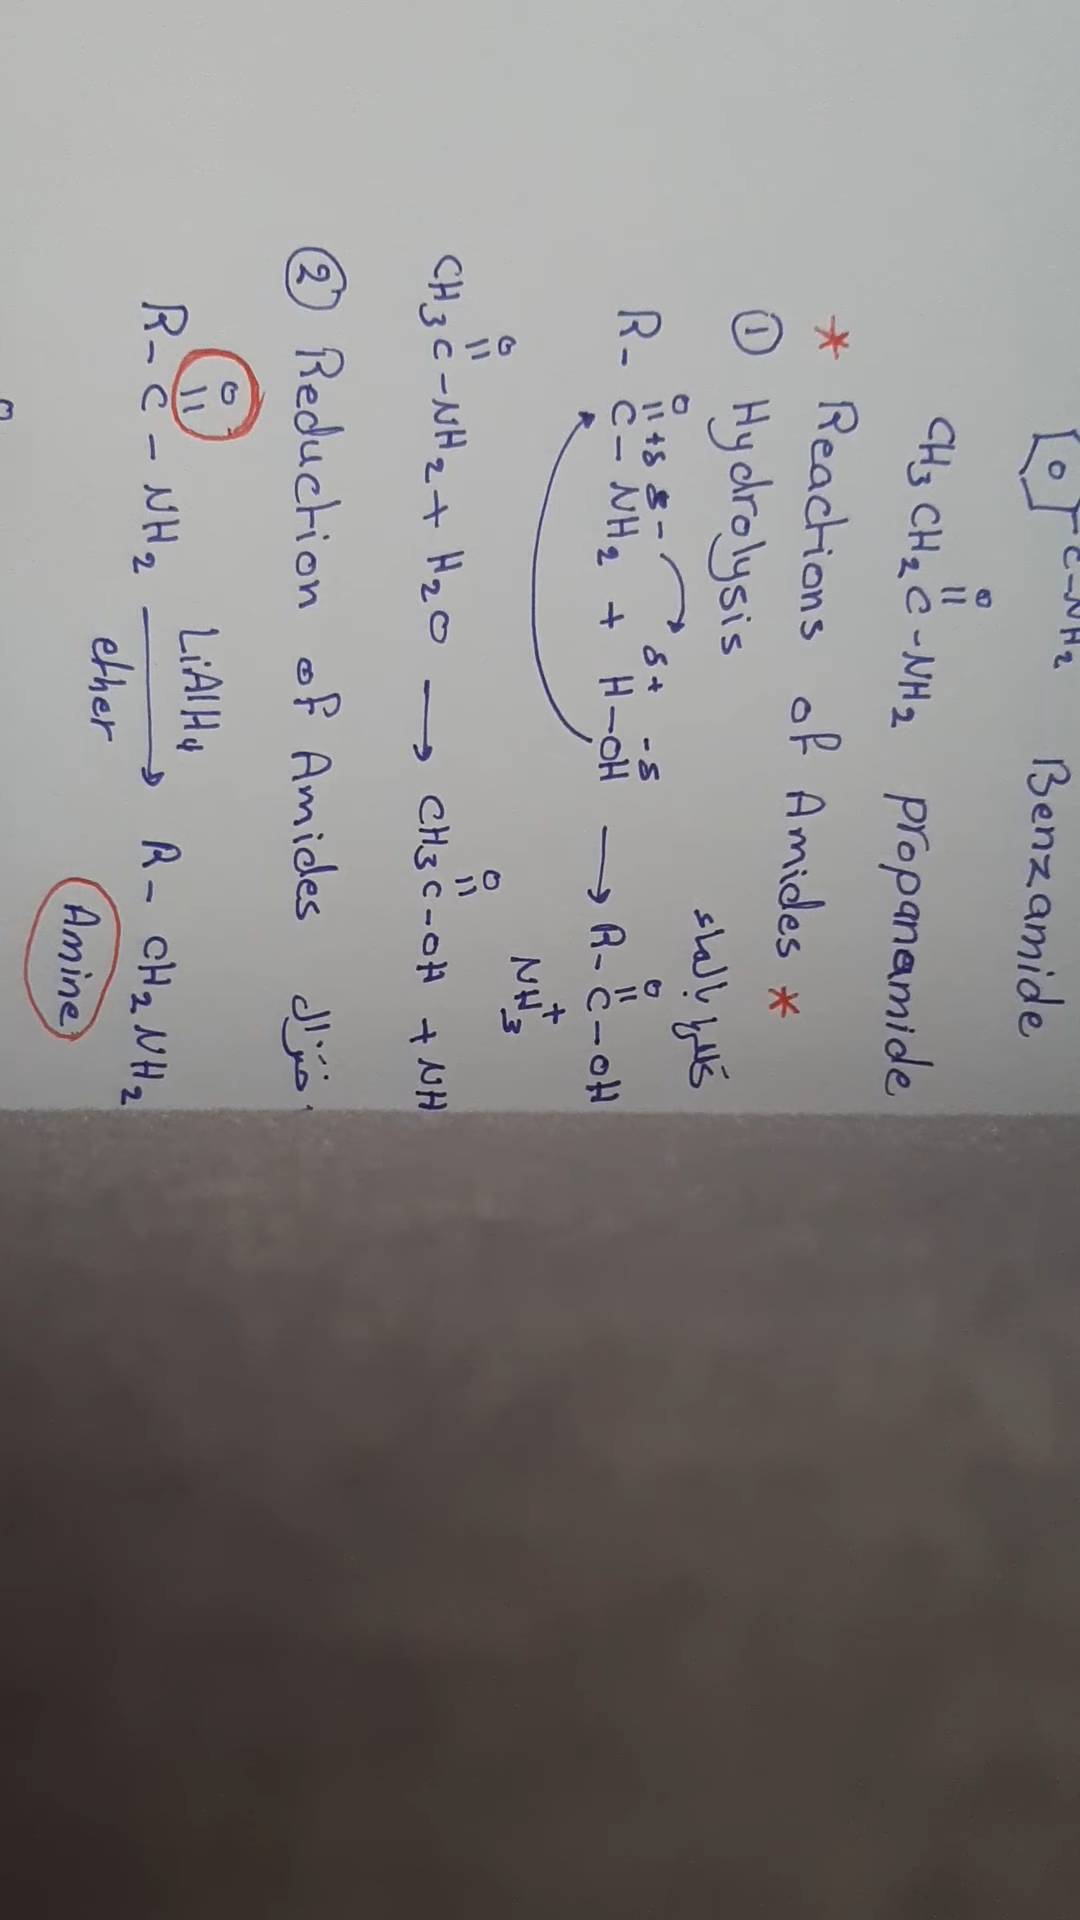 C-NH2 Benzamide
O
CH3CH2C-NH2 propanamide
* Reactions of Amides *
① Hydrolysis
O +δ δ- δ+ -δ O
R-C-NH2 + H-OH → R-C-OH
+
NH3
O O
CH3C-NH2 + H2O → CH3C-OH + NH
② Reduction of Amides
O LiAlH4
R-C-NH2 → R-CH2NH2
ether
Amine